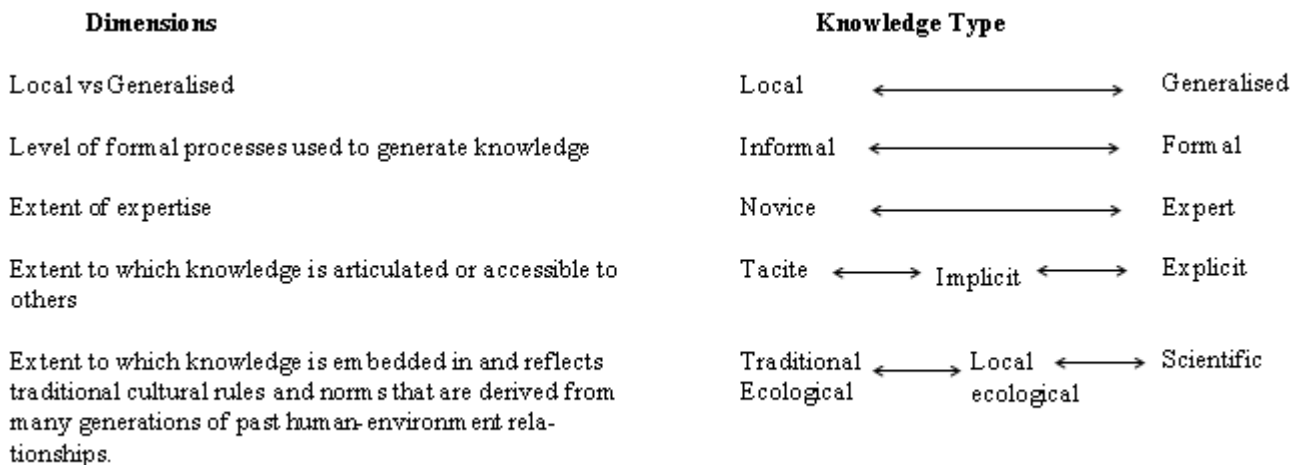 Dimensions Knowledge Type
Local vs Generalised Local Generalised
Level of formal processes used to generate knowledge Informal Formal
Extent of expertise Novice Expert
Extent to which knowledge is articulated or accessible to Tacite Implicit Explicit
others
Extent to which knowledge is embedded in and reflects Traditional Local Scientific
traditional cultural rules and norms that are derived from Ecological ecological
many generations of past human-environment rela-
tionships.